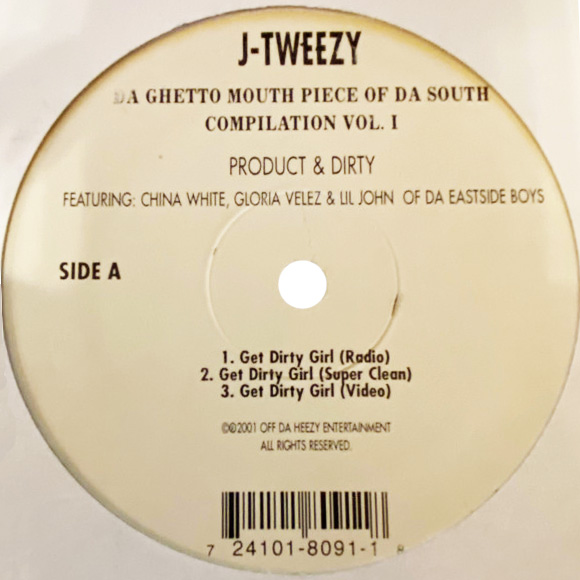 J-TWEEZY
DA GHETTO MOUTH PIECE OF DA SOUTH
COMPILATION VOL. I
PRODUCT & DIRTY
FEATURING: CHINA WHITE, GLORIA VELEZ & LIL JOHN OF DA EASTSIDE BOYS
SIDE A
1. Get Dirty Girl (Radio)
2. Get Dirty Girl (Super Clean)
3. Get Dirty Girl (Video)
©℗2001 OFF DA HEEZY ENTERTAINMENT
ALL RIGHTS RESERVED.
7 24101-8091-1 8